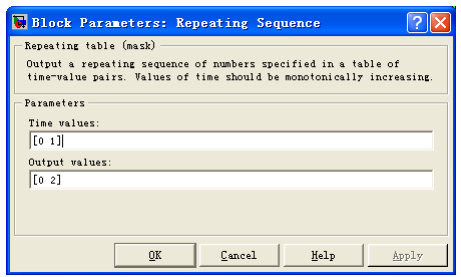 Block Parameters: Repeating Sequence
Repeating table (mask)
Output a repeating sequence of numbers specified in a table of
time-value pairs. Values of time should be monotonically increasing.
Parameters
Time values:
[0 1]
Output values:
[0 2]
OK Cancel Help Apply